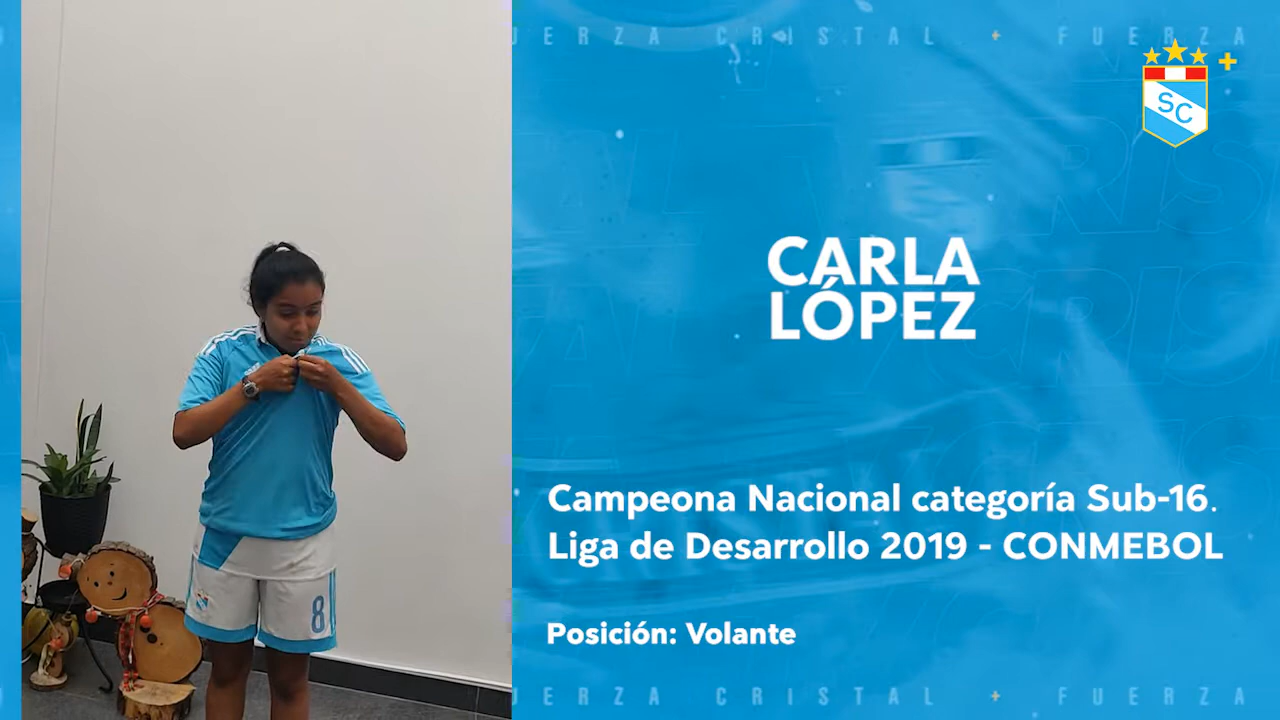 FUERZA CRISTAL + FUERZA
SC
CARLA
LÓPEZ
Campeona Nacional categoría Sub-16.
Liga de Desarrollo 2019 - CONMEBOL
8
Posición: Volante
FUERZA CRISTAL + FUERZA